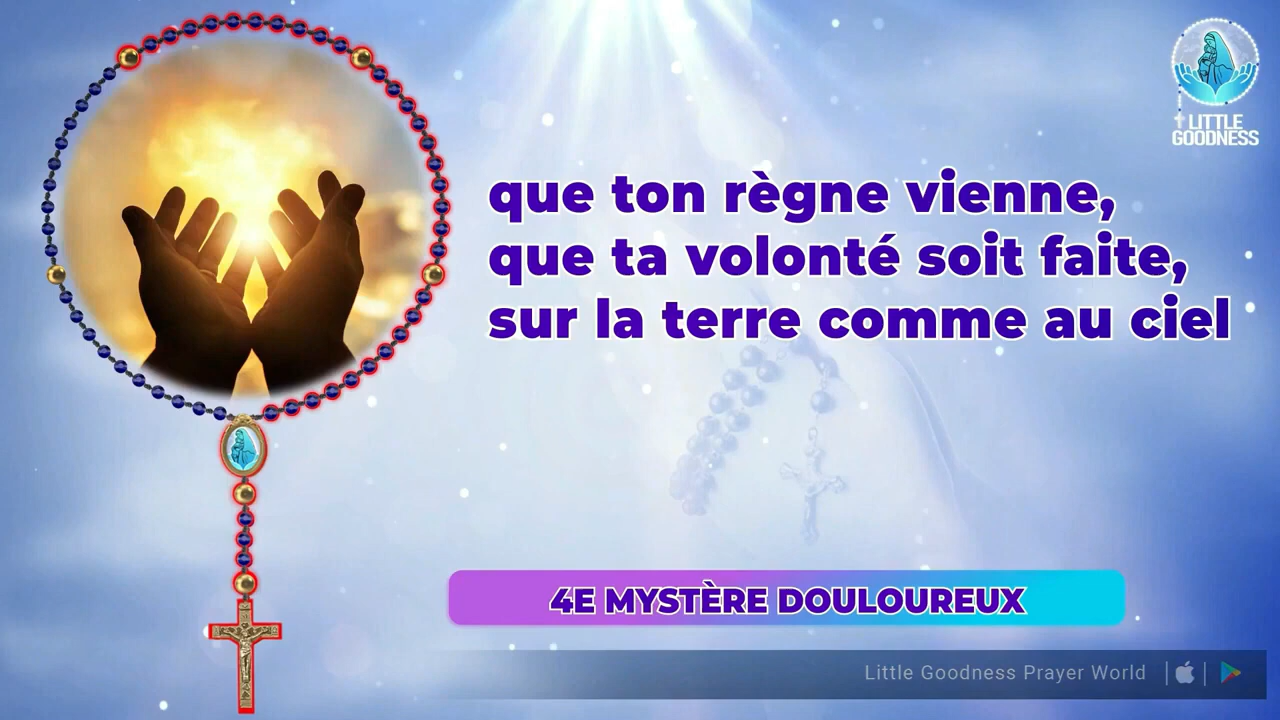 LITTLE
GOODNESS
que ton règne vienne,
que ta volonté soit faite,
sur la terre comme au ciel
4E MYSTÈRE DOULOUREUX
Little Goodness Prayer World